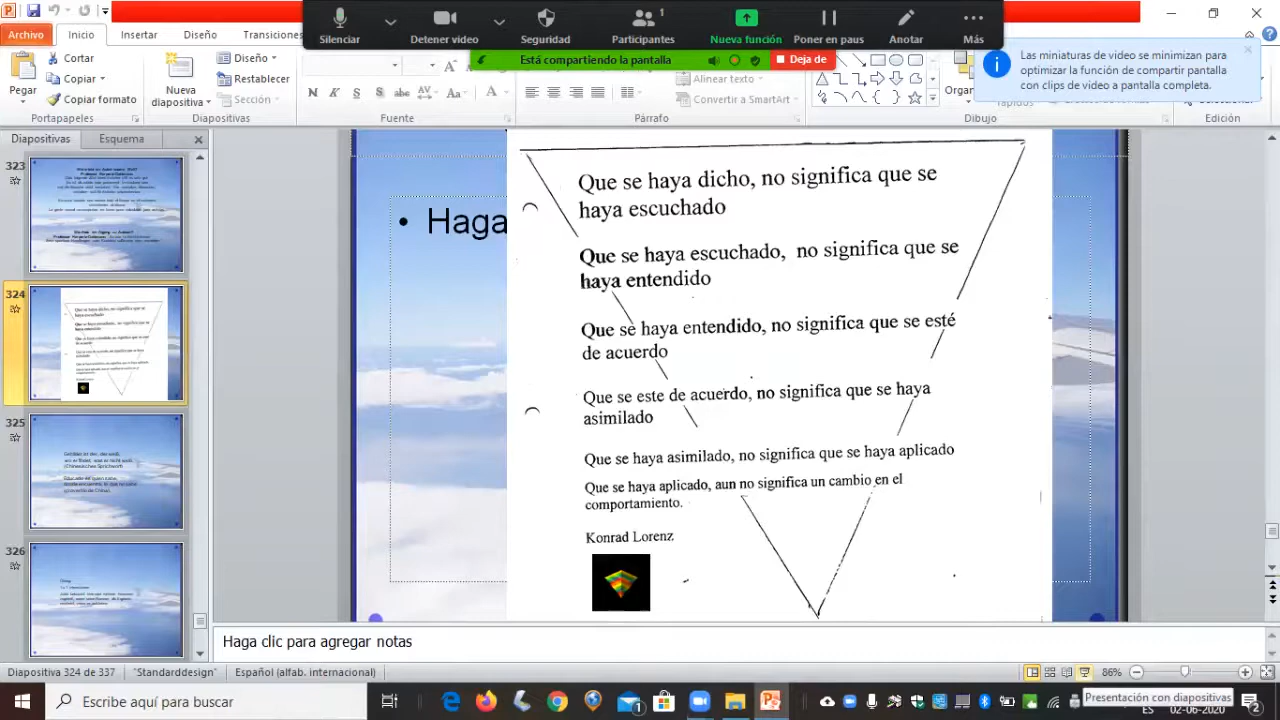 Silenciar
Detener video
Seguridad
Participantes
1
Nueva función
Poner en paus
Anotar
Más
Está compartiendo la pantalla
Deja de
Las miniaturas de video se minimizan para
optimizar la función de compartir pantalla
con clips de video a pantalla completa.
Archivo
Inicio
Insertar
Diseño
Transiciones
Pegar
Cortar
Copiar
Copiar formato
Portapapeles
Nueva
diapositiva
Diseño
Restablecer
Sección
Diapositivas
N K S abc AV Aa A
Fuente
Párrafo
Alinear texto
Convertir a SmartArt
Dibujo
Edición
Diapositivas
Esquema
323
324
325
326
Haga
Que se haya dicho, no significa que se
haya escuchado
Que se haya escuchado, no significa que se
haya entendido
Que se haya entendido, no significa que se esté
de acuerdo
Que se este de acuerdo, no significa que se haya
asimilado
Que se haya asimilado, no significa que se haya aplicado
Que se haya aplicado, aun no significa un cambio en el
comportamiento.
Konrad Lorenz
Haga clic para agregar notas
Diapositiva 324 de 337
"Standarddesign"
Español (alfab. internacional)
86%
Presentación con diapositivas
Escribe aquí para buscar
ES
02-06-2020